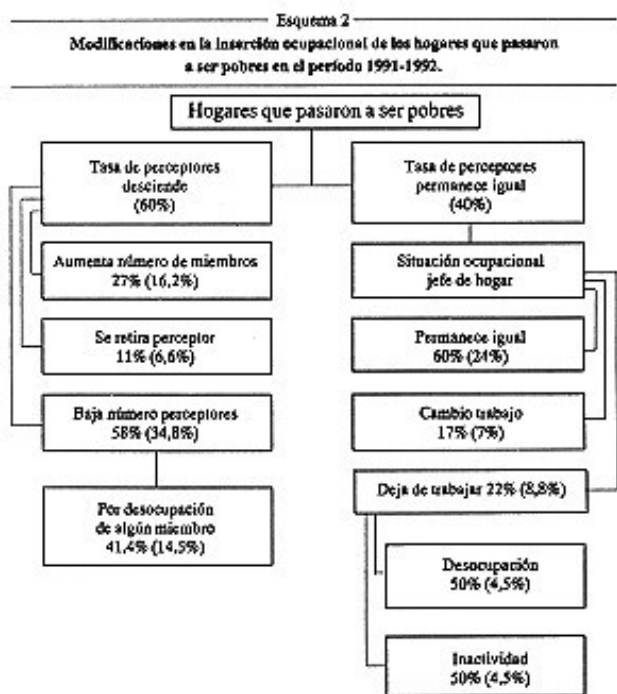 Esquema 2
Modificaciones en la inserción ocupacional de los hogares que pasaron
a ser pobres en el período 1991-1992.
Hogares que pasaron a ser pobres
Tasa de perceptores
desciende
(60%)
Aumenta número de miembros
27% (16,2%)
Se retira perceptor
11% (6,6%)
Baja número perceptores
58% (34,8%)
Por desocupación
de algún miembro
41,4% (14,5%)
Tasa de perceptores
permanece igual
(40%)
Situación ocupacional
jefe de hogar
Permanece igual
60% (24%)
Cambio trabajo
17% (7%)
Deja de trabajar 22% (8,8%)
Desocupación
50% (4,5%)
Inactividad
50% (4,5%)